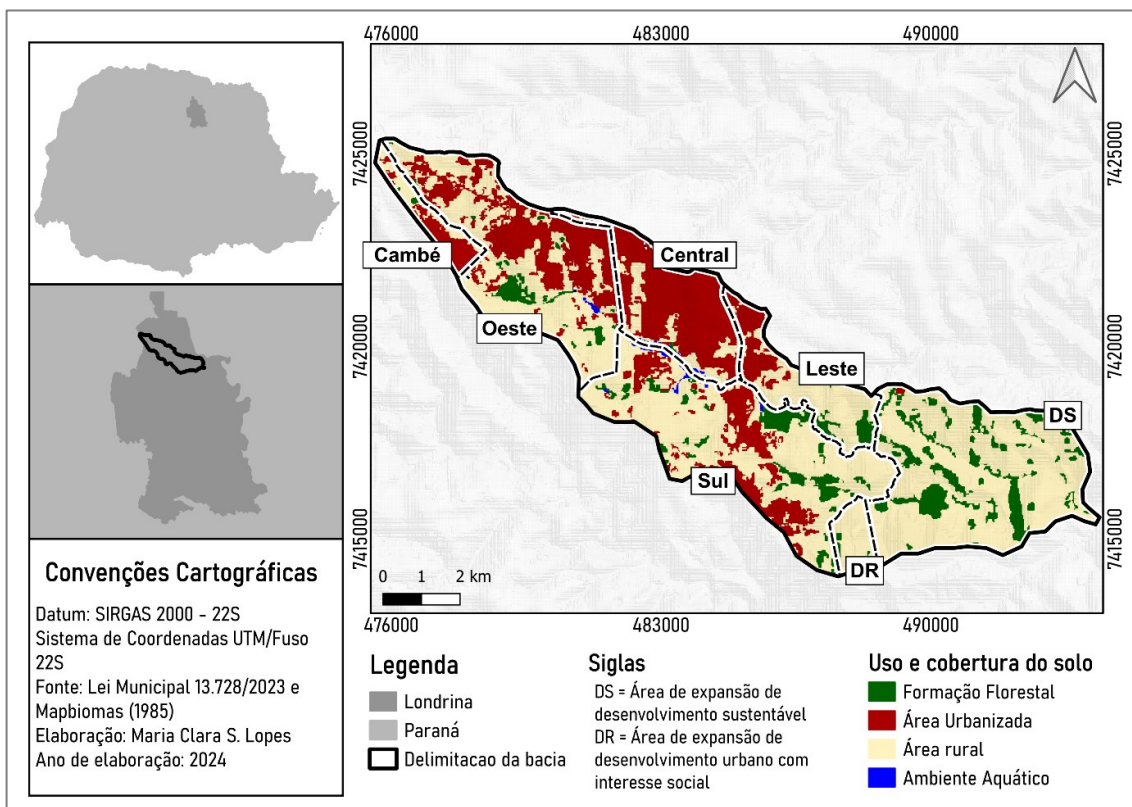 476000
483000
490000
7425000
7420000
7415000
7425000
7420000
7415000
Cambé
Central
Oeste
Leste
DS
Sul
DR
0 1 2 km
476000
483000
490000
Convenções Cartográficas
Datum: SIRGAS 2000 - 22S
Sistema de Coordenadas UTM/Fuso
22S
Fonte: Lei Municipal 13.728/2023 e
Mapbiomas (1985)
Elaboração: Maria Clara S. Lopes
Ano de elaboração: 2024
Legenda
Londrina
Paraná
Delimitacao da bacia
Siglas
DS = Área de expansão de
desenvolvimento sustentável
DR = Área de expansão de
desenvolvimento urbano com
interesse social
Uso e cobertura do solo
Formação Florestal
Área Urbanizada
Área rural
Ambiente Aquático